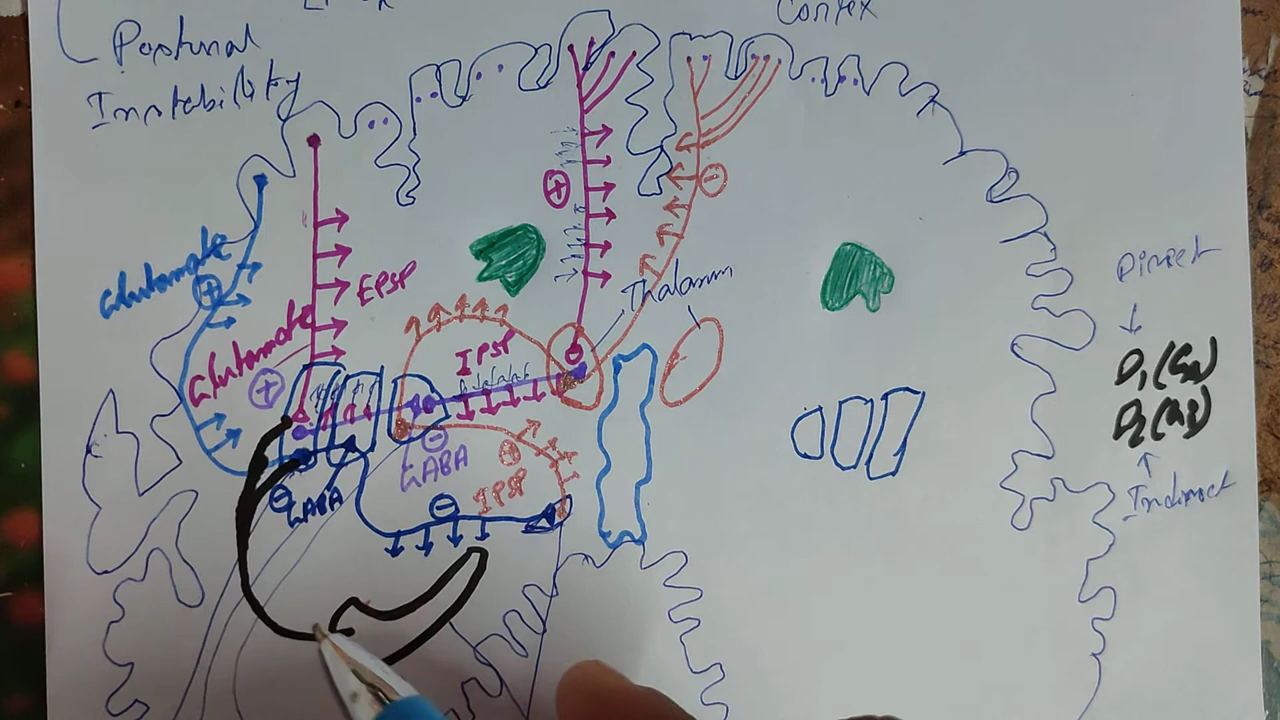 Postural
Instability
Cortex
Glutamate
+
Glutamate
+
EPSP
+
-
Thalamus
IPSP
-
GABA
+
IPSP
-
GABA
-
Direct
D1(Gs)
D2(Gi)
Indirect